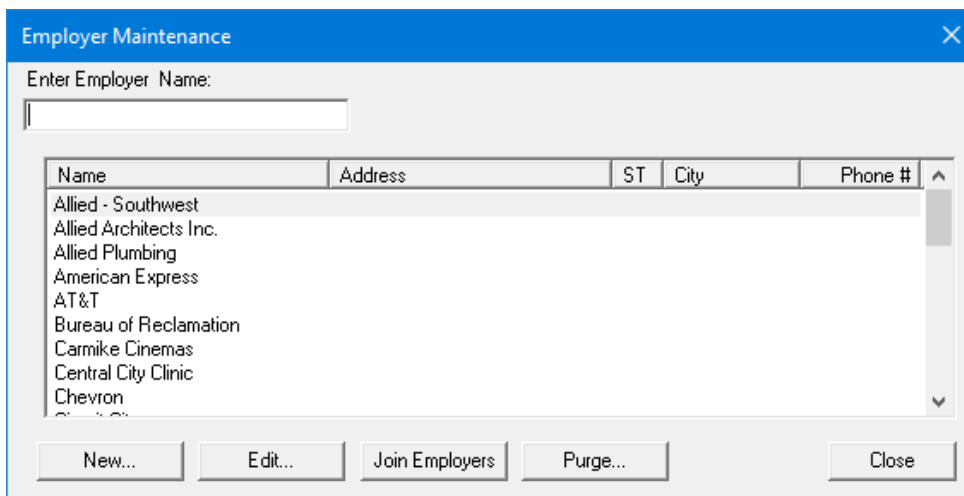 Employer Maintenance
Enter Employer Name:
Name Address ST City Phone #
Allied - Southwest
Allied Architects Inc.
Allied Plumbing
American Express
AT&T
Bureau of Reclamation
Carmike Cinemas
Central City Clinic
Chevron
New... Edit... Join Employers Purge... Close